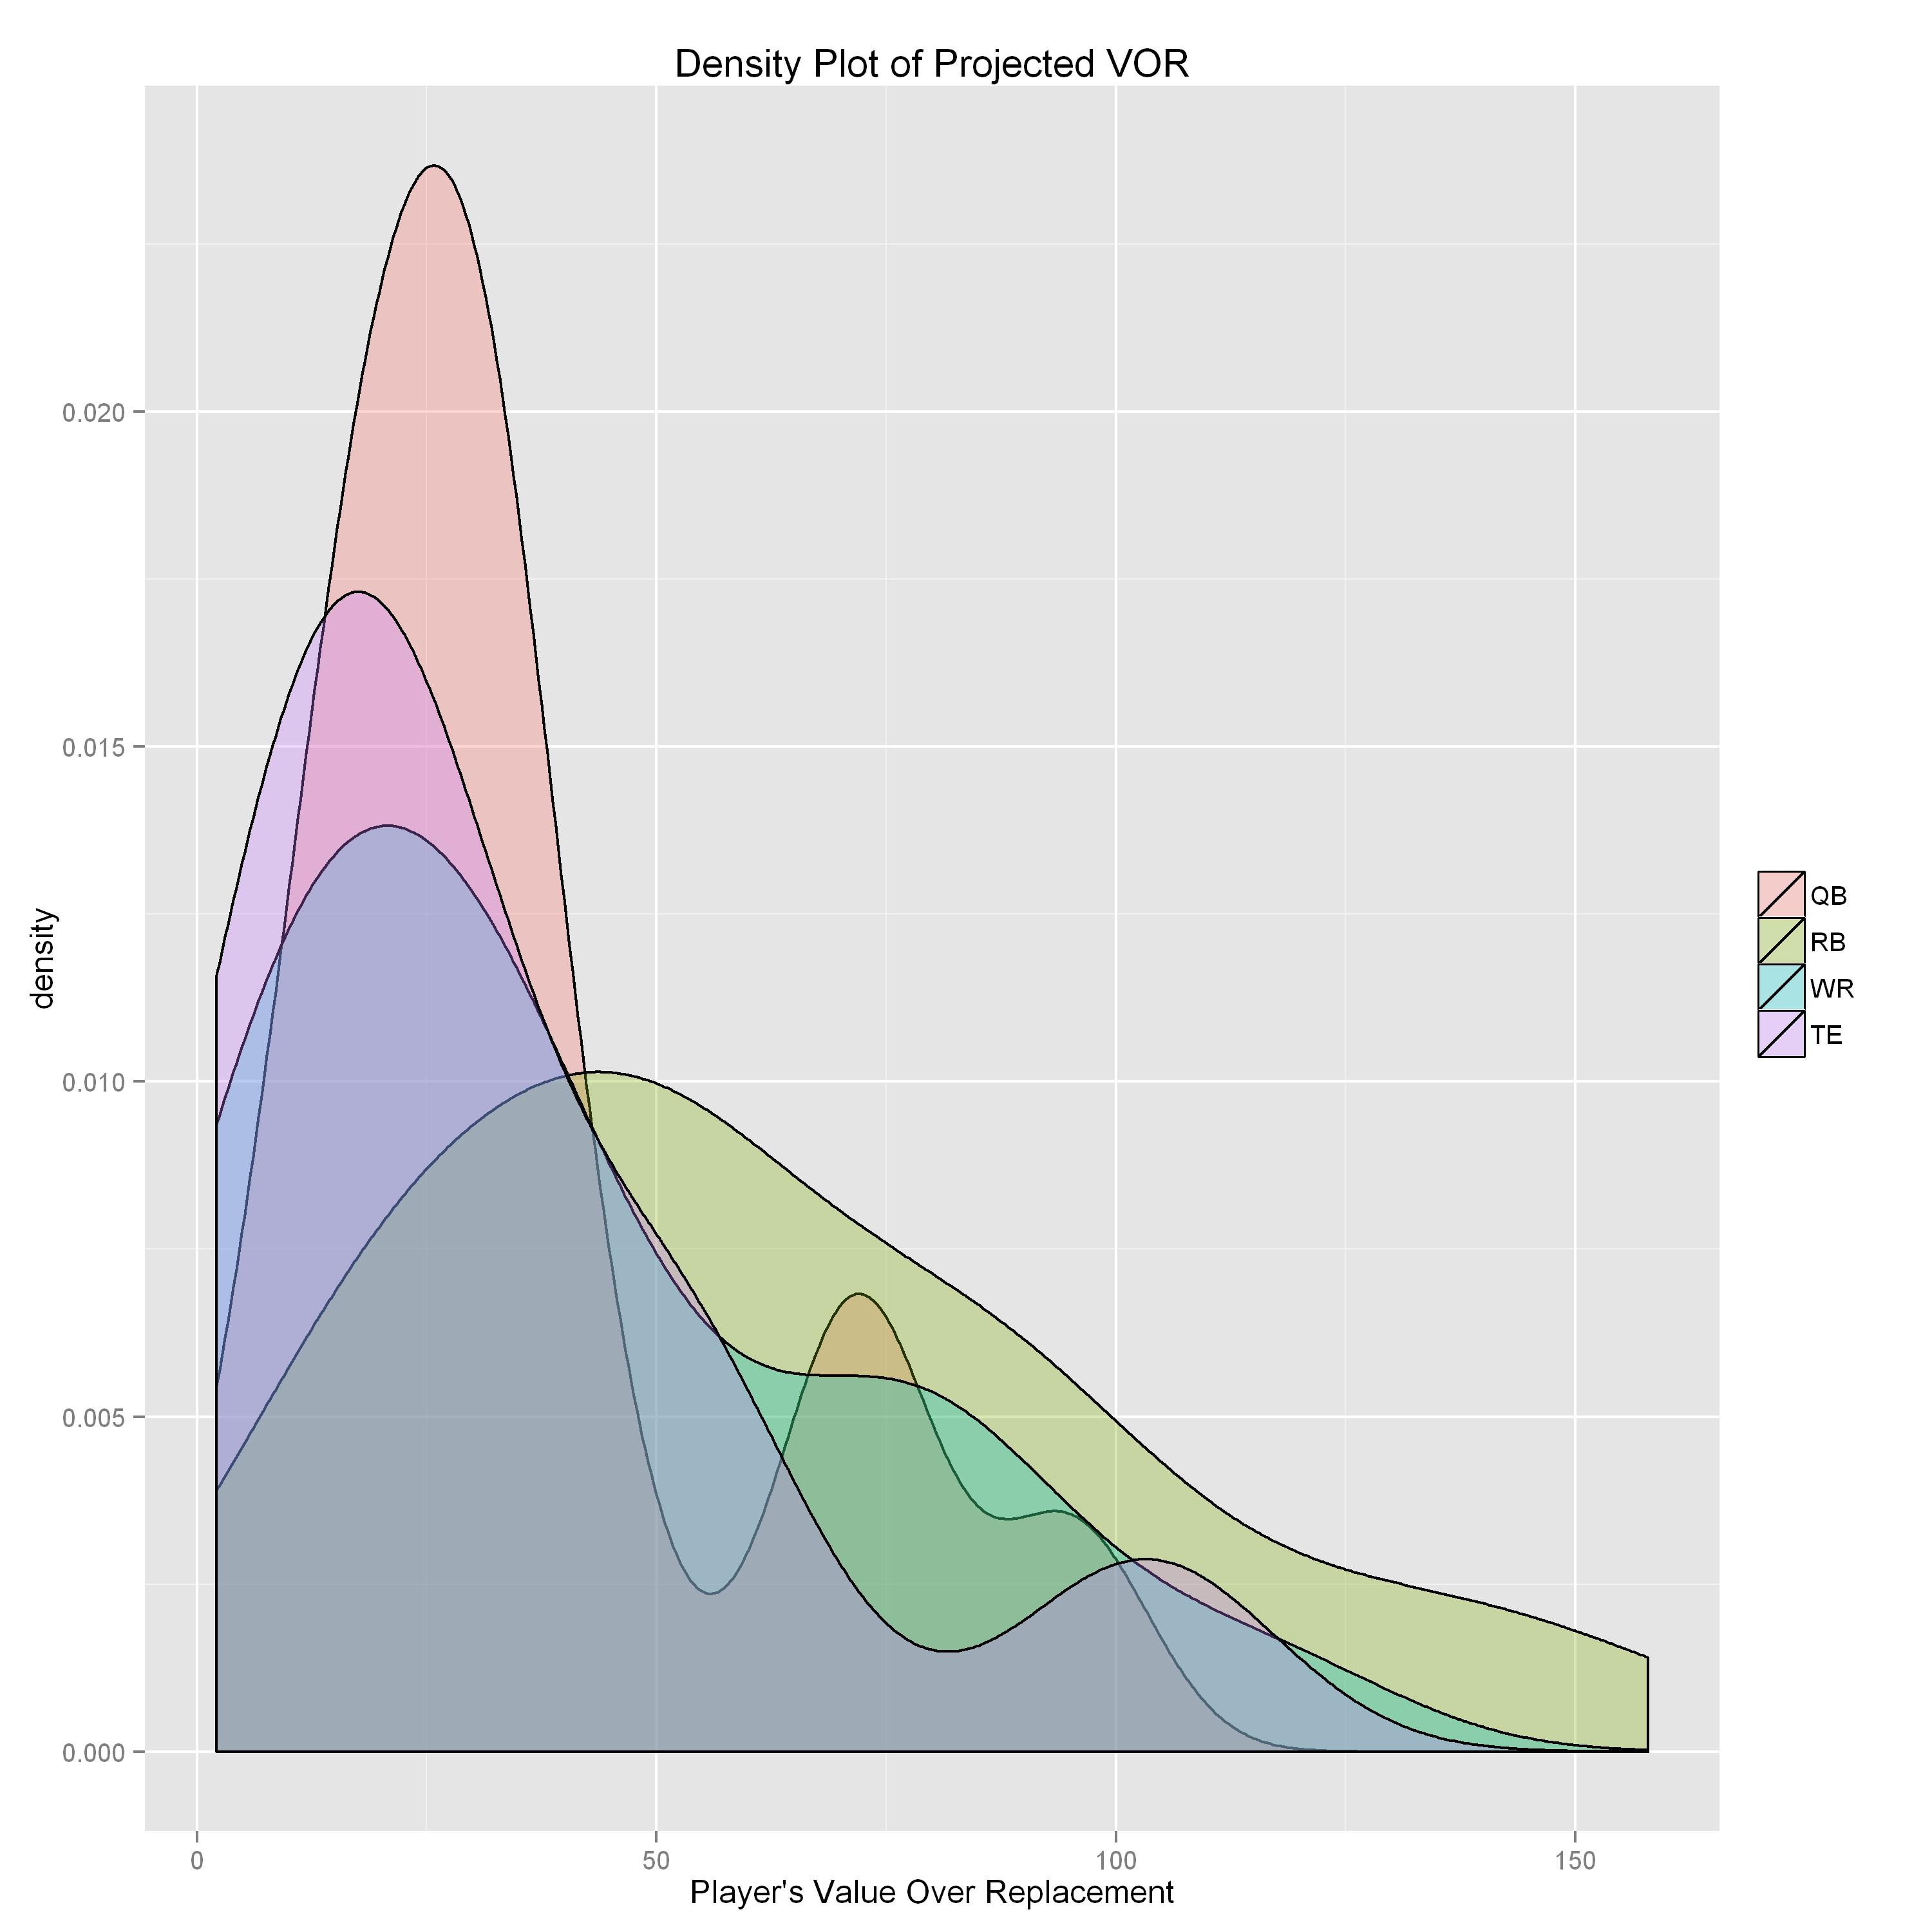 Density Plot of Projected VOR
0.020
0.015
0.010
0.005
0.000
density
0
50
100
150
Player's Value Over Replacement
QB
RB
WR
TE